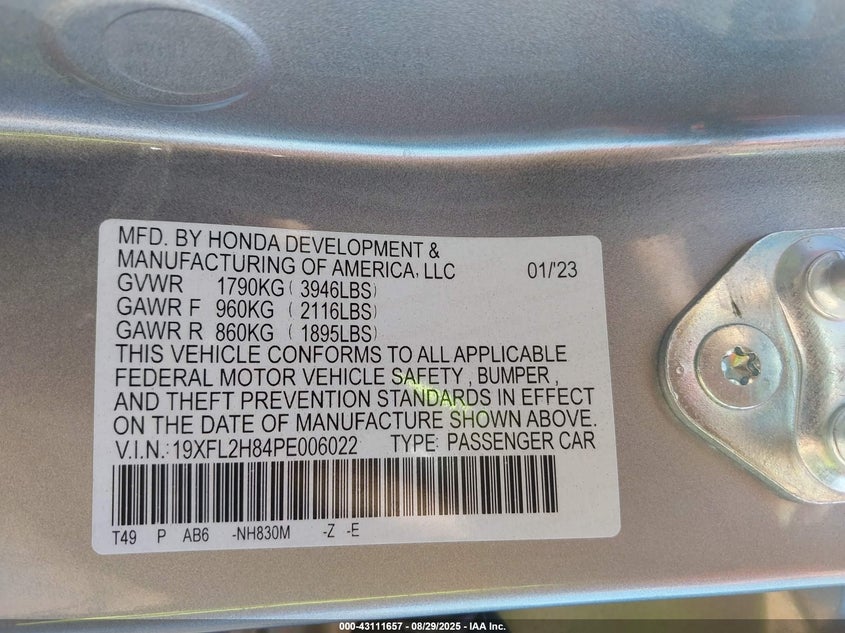 MFD. BY HONDA DEVELOPMENT &
MANUFACTURING OF AMERICA, LLC 01/'23
GVWR 1790KG (3946LBS)
GAWR F 960KG (2116LBS)
GAWR R 860KG (1895LBS)
THIS VEHICLE CONFORMS TO ALL APPLICABLE
FEDERAL MOTOR VEHICLE SAFETY, BUMPER,
AND THEFT PREVENTION STANDARDS IN EFFECT
ON THE DATE OF MANUFACTURE SHOWN ABOVE.
V.I.N.:19XFL2H84PE006022 TYPE: PASSENGER CAR
T49 P AB6 -NH830M -Z -E
000-43111657 - 08/29/2025 - IAA Inc.